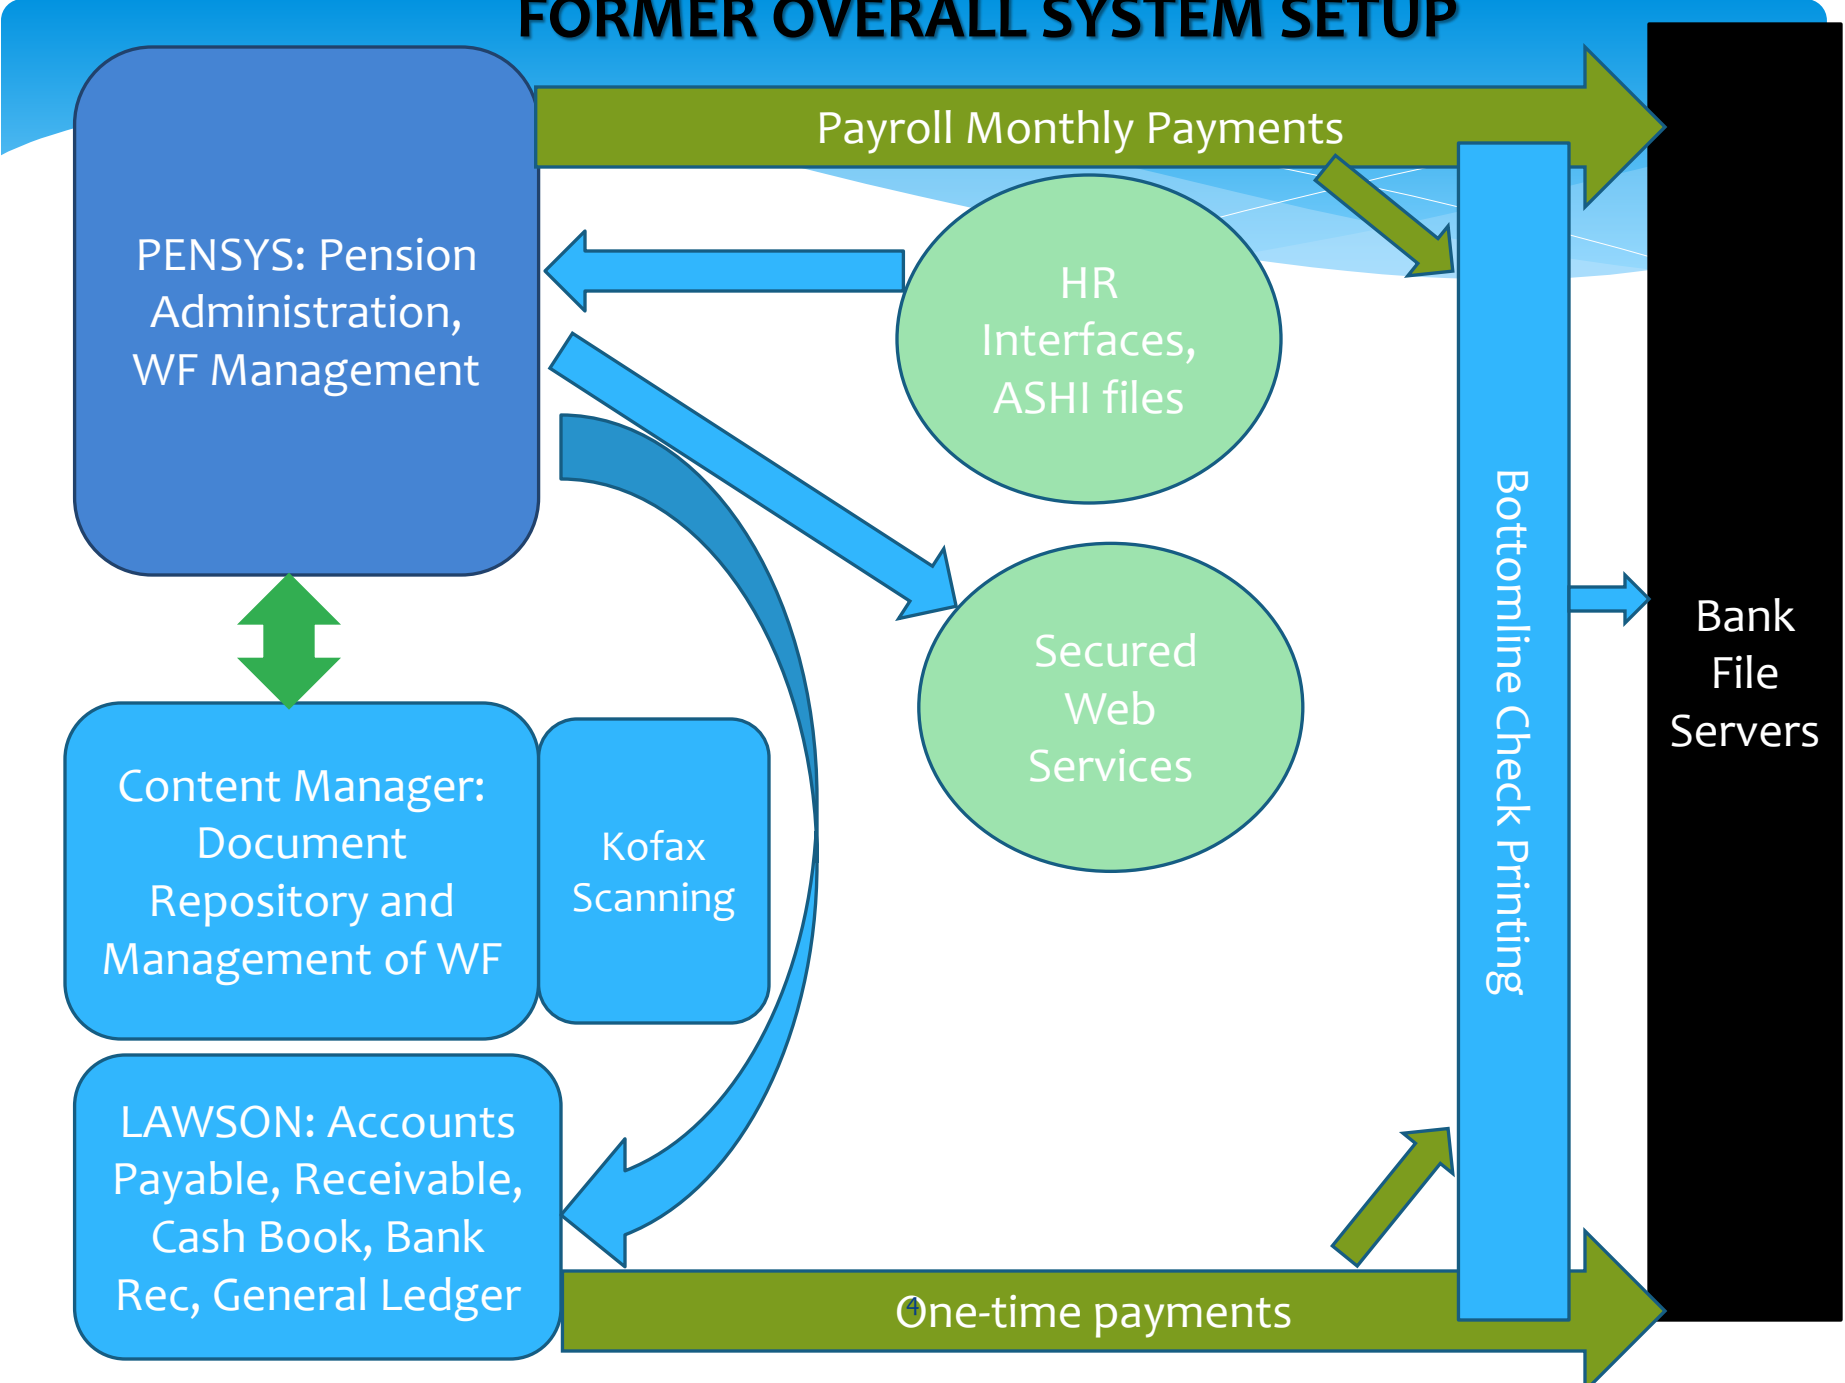 FORMER OVERALL SYSTEM SETUP
Payroll Monthly Payments
PENSYS: Pension
Administration,
WF Management
HR
Interfaces,
ASHI files
Secured
Web
Services
Bottomline Check Printing
Bank
File
Servers
Content Manager:
Document
Repository and
Management of WF
Kofax
Scanning
LAWSON: Accounts
Payable, Receivable,
Cash Book, Bank
Rec, General Ledger
One-time payments
4